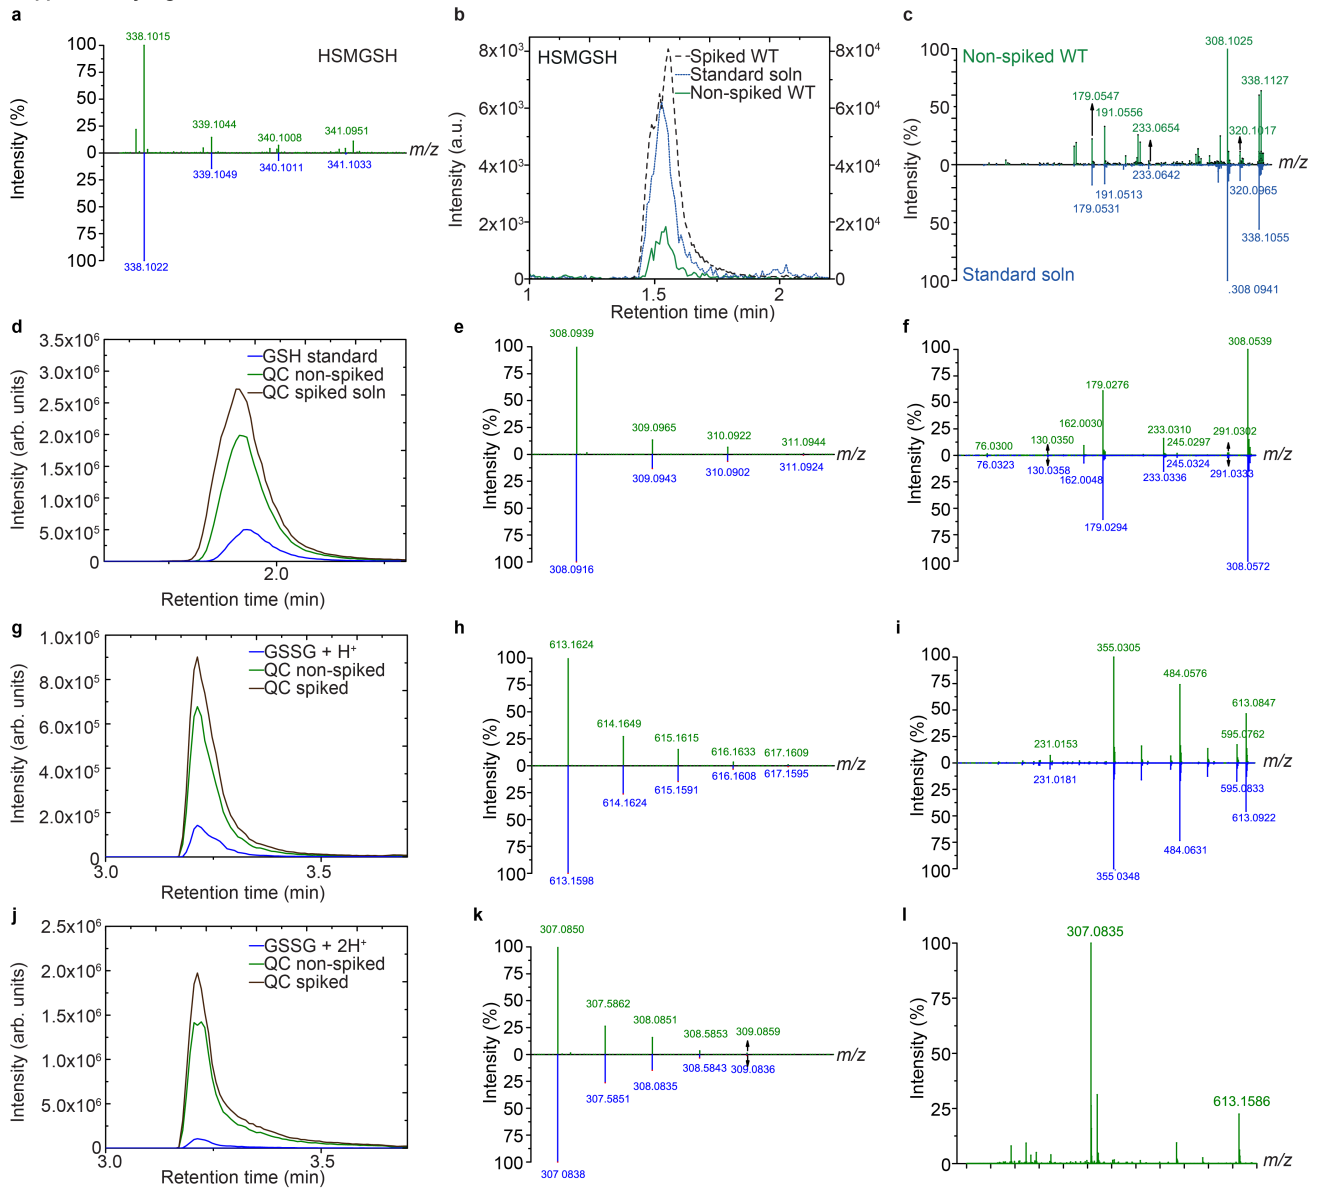 a
338.1015
HSMGSH
100
75
50
25
0
25
50
75
100
Intensity (%)
339.1044
340.1008
341.0951
m/z
339.1049
340.1011
341.1033
338.1022
b
HSMGSH
Spiked WT
Standard soln
Non-spiked WT
8x10³
6x10³
4x10³
2x10³
0
8x10⁴
6x10⁴
4x10⁴
2x10⁴
0
Intensity (a.u.)
1
1.5
2
Retention time (min)
c
Non-spiked WT
308.1025
338.1127
179.0547
191.0556
233.0654
320.1017
100
50
0
50
100
Intensity (%)
m/z
233.0642
320.0965
191.0513
179.0531
338.1055
Standard soln
.308 0941
d
3.5x10⁶
3.0x10⁶
2.5x10⁶
2.0x10⁶
1.5x10⁶
1.0x10⁶
5.0x10⁵
0
Intensity (arb. units)
GSH standard
QC non-spiked
QC spiked soln
2.0
Retention time (min)
e
308.0939
100
75
50
25
0
25
50
75
100
Intensity (%)
309.0965
310.0922
311.0944
m/z
309.0943
310.0902
311.0924
308.0916
f
308.0539
100
75
50
25
0
25
50
75
100
Intensity (%)
179.0276
162.0030
233.0310
291.0302
76.0300
130.0350
245.0297
m/z
76.0323
130.0358
162.0048
233.0336
245.0324
291.0333
179.0294
308.0572
g
1.0x10⁶
8.0x10⁵
6.0x10⁵
4.0x10⁵
2.0x10⁵
0
Intensity (arb. units)
GSSG + H⁺
QC non-spiked
QC spiked
3.0
3.5
Retention time (min)
h
613.1624
100
75
50
25
0
25
50
75
100
Intensity (%)
614.1649
615.1615
616.1633
617.1609
m/z
616.1608
617.1595
615.1591
614.1624
613.1598
i
355.0305
100
75
50
25
0
25
50
75
100
Intensity (%)
484.0576
613.0847
595.0762
231.0153
m/z
231.0181
595.0833
613.0922
484.0631
355 0348
j
2.5x10⁶
2.0x10⁶
1.5x10⁶
1.0x10⁶
5.0x10⁶
0
Intensity (arb. units)
GSSG + 2H⁺
QC non-spiked
QC spiked
3.0
3.5
Retention time (min)
k
307.0850
100
75
50
25
0
25
50
75
100
Intensity (%)
307.5862
308.0851
308.5853
309.0859
m/z
308.5843
309.0836
308.0835
307.5851
307 0838
l
307.0835
100
75
50
25
0
Intensity (%)
613.1586
m/z